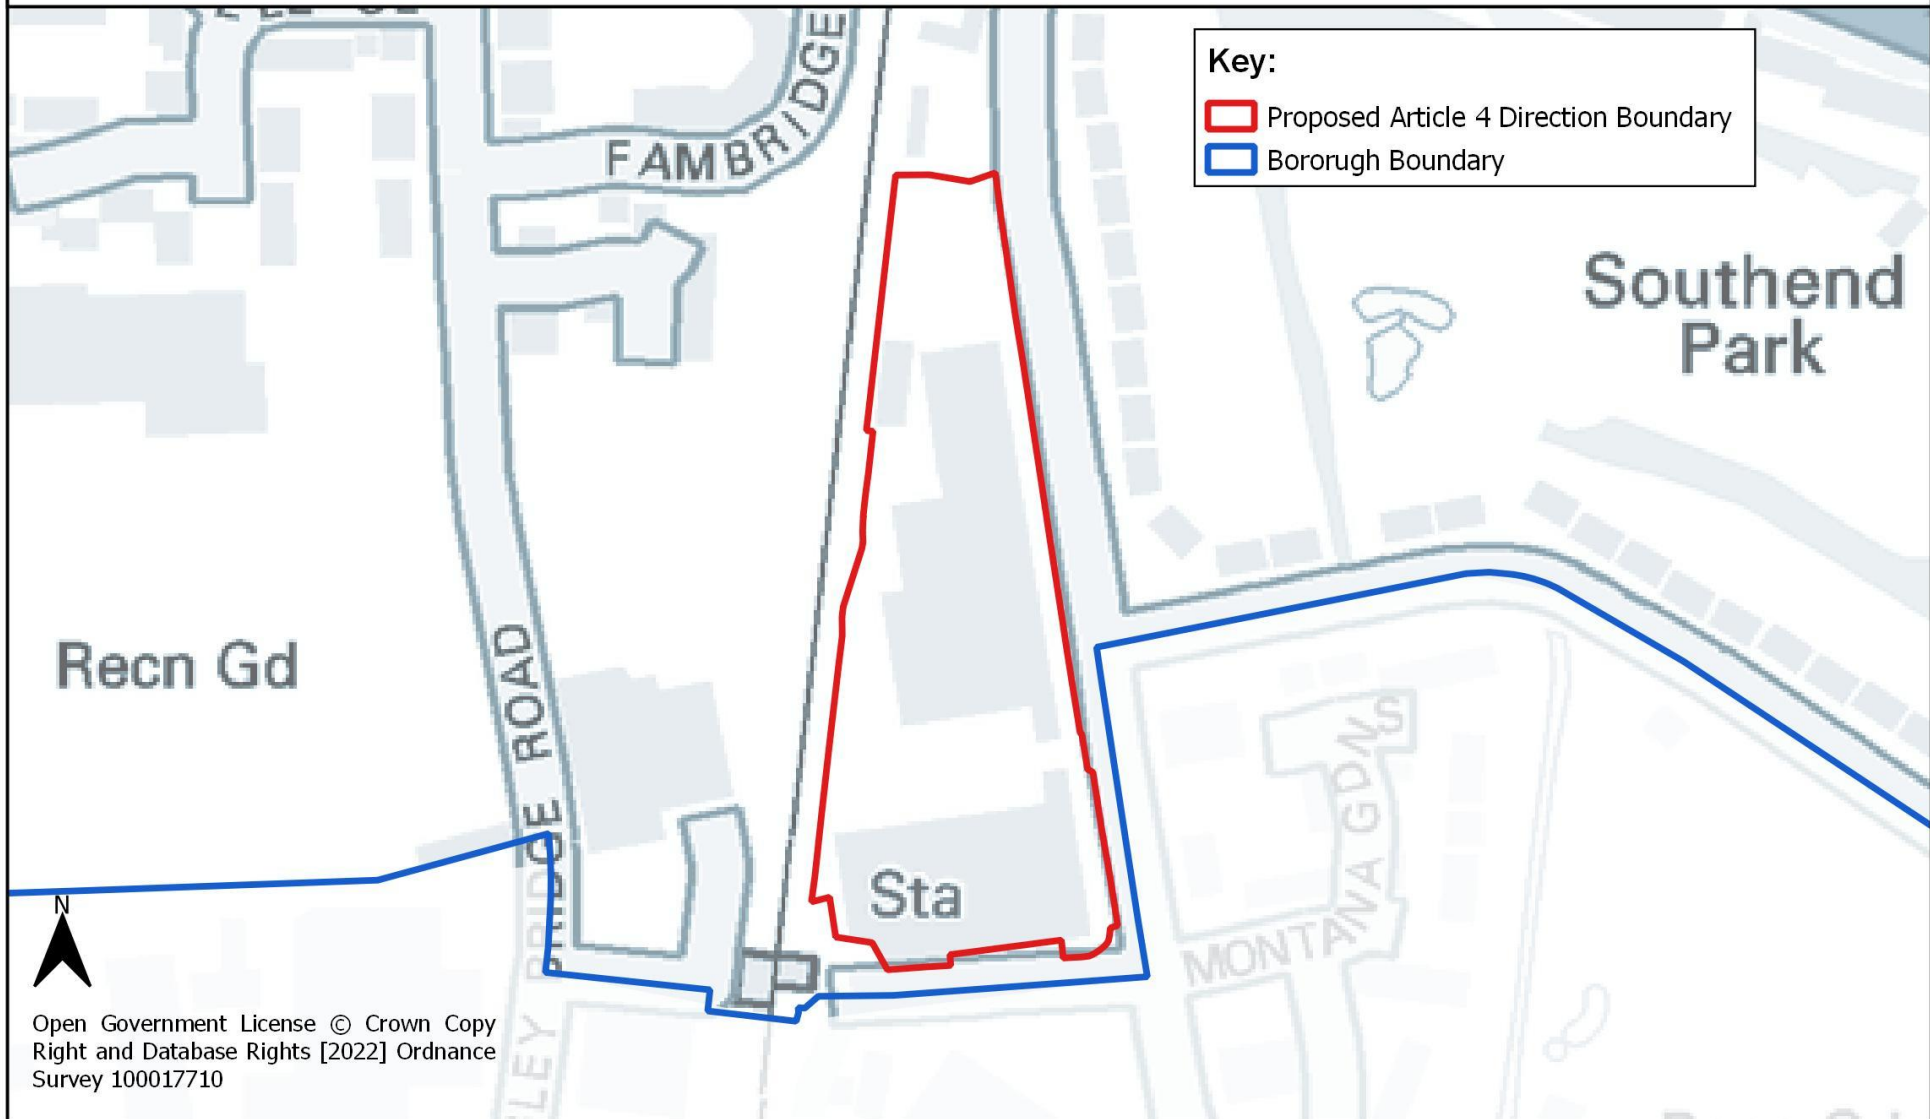 Key:
Proposed Article 4 Direction Boundary
Bororugh Boundary
FAMBRIDGE
Southend
Park
Recn Gd
BRIDGE ROAD
Sta
MONTANA GDNS
LEY
N
Open Government License © Crown Copy
Right and Database Rights [2022] Ordnance
Survey 100017710